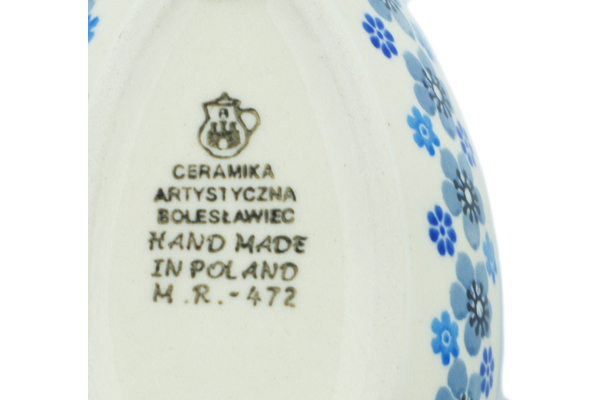 CERAMIKA
ARTYSTYCZNA
BOLESŁAWIEC
HAND MADE
IN POLAND
M.R.-472